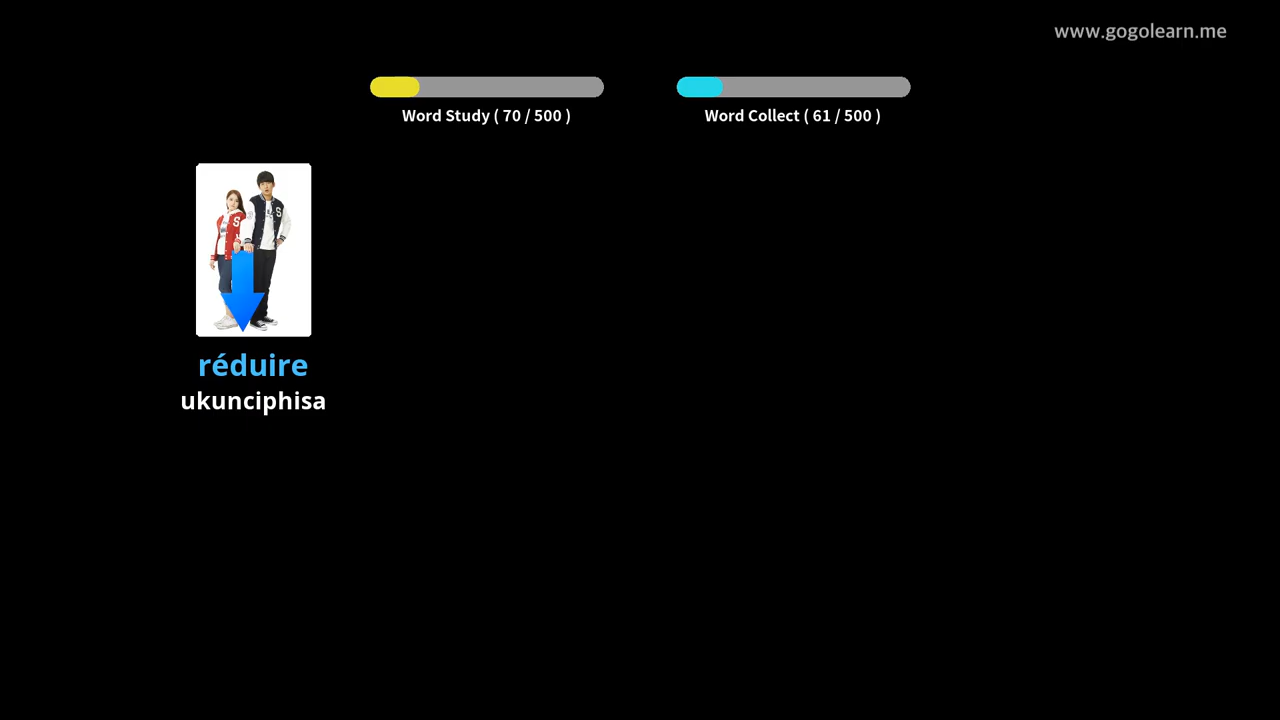 www.gogolearn.me
Word Study ( 70 / 500 )
Word Collect ( 61 / 500 )
S
S
réduire
ukunciphisa